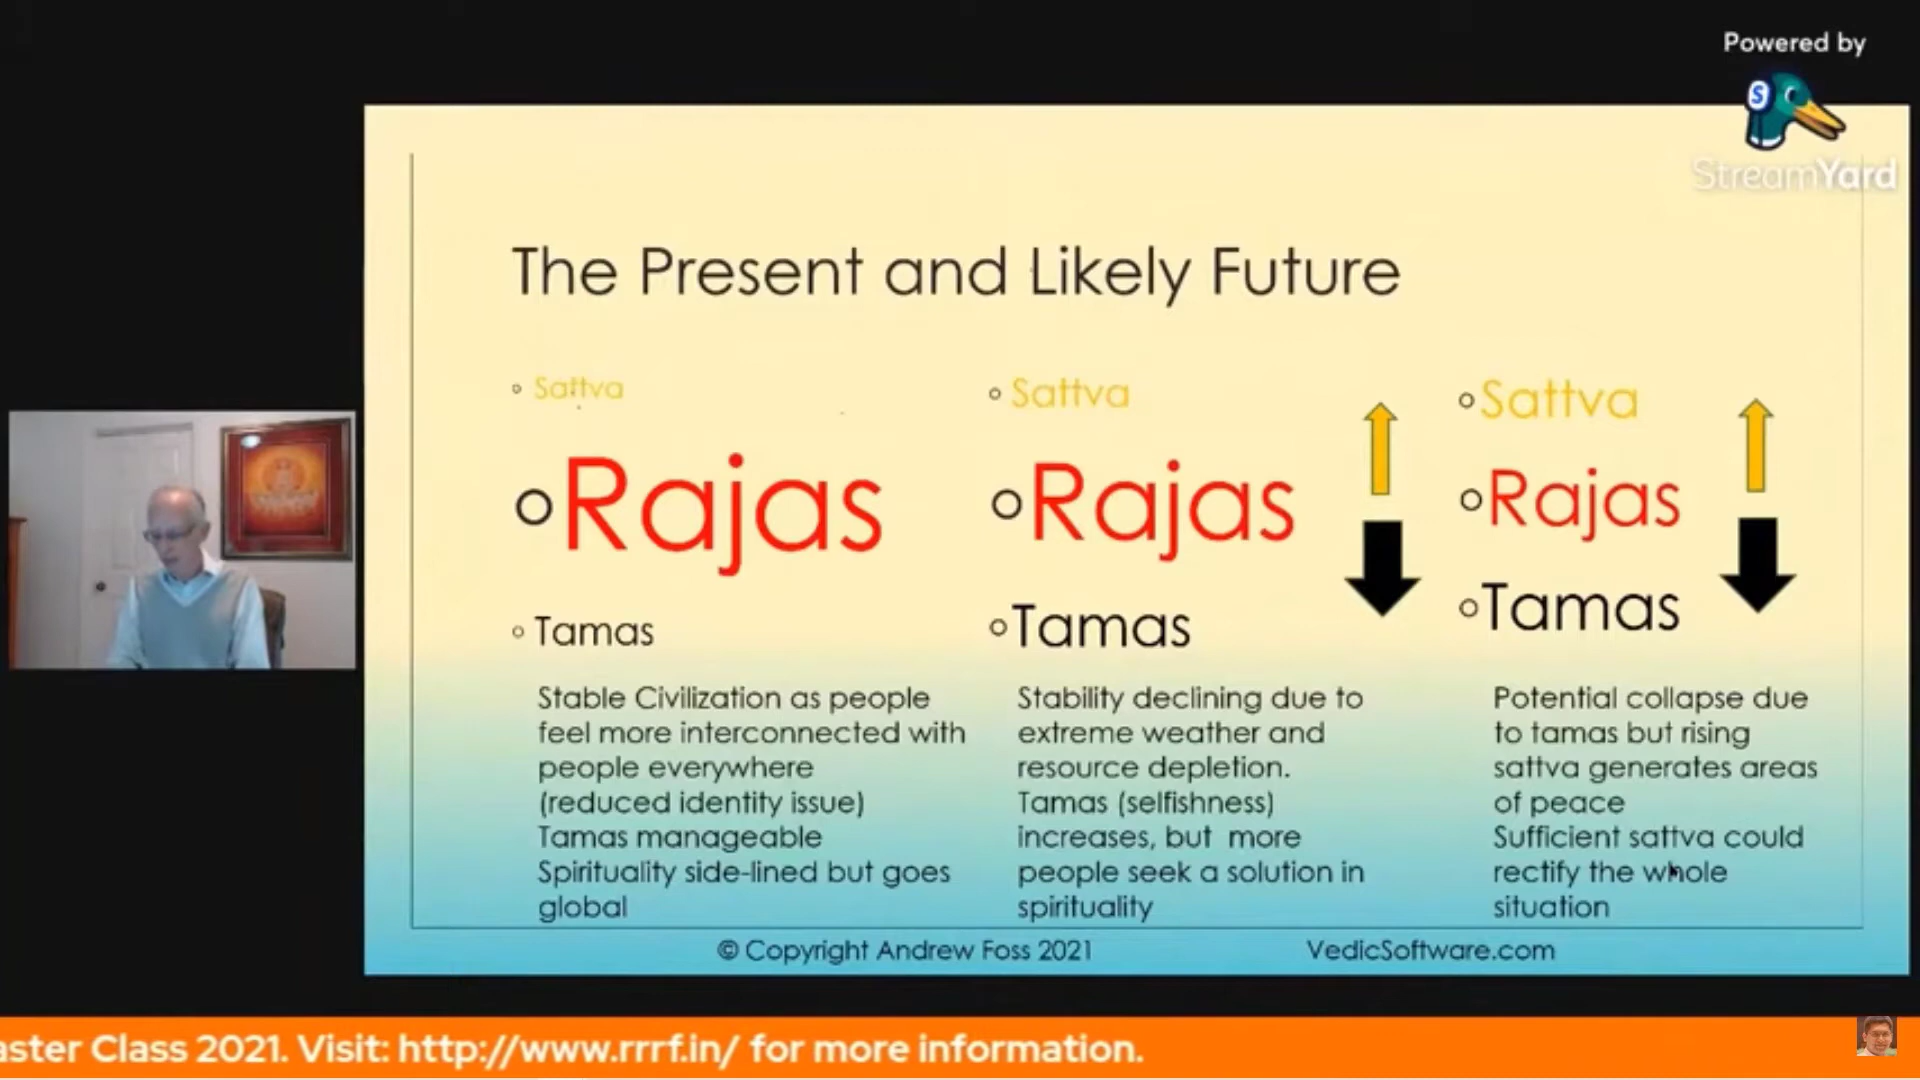 Powered by
S
StreamYard
The Present and Likely Future
Sattva
Rajas
Tamas
Stable Civilization as people
feel more interconnected with
people everywhere
(reduced identity issue)
Tamas manageable
Spirituality side-lined but goes
global
Sattva
Rajas
Tamas
Stability declining due to
extreme weather and
resource depletion.
Tamas (selfishness)
increases, but more
people seek a solution in
spirituality
Sattva
Rajas
Tamas
Potential collapse due
to tamas but rising
sattva generates areas
of peace
Sufficient sattva could
rectify the whole
situation
© Copyright Andrew Foss 2021
VedicSoftware.com
aster Class 2021. Visit: http://www.rrrf.in/ for more information.